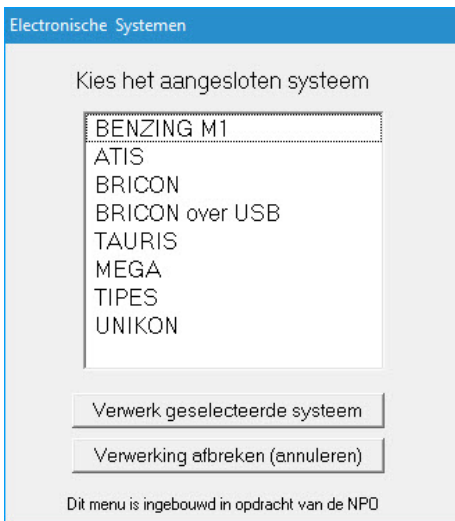 Electronische Systemen
Kies het aangesloten systeem
BENZING M1
ATIS
BRICON
BRICON over USB
TAURIS
MEGA
TIPES
UNIKON
Verwerk geselecteerde systeem
Verwerking afbreken (annuleren)
Dit menu is ingebouwd in opdracht van de NPO